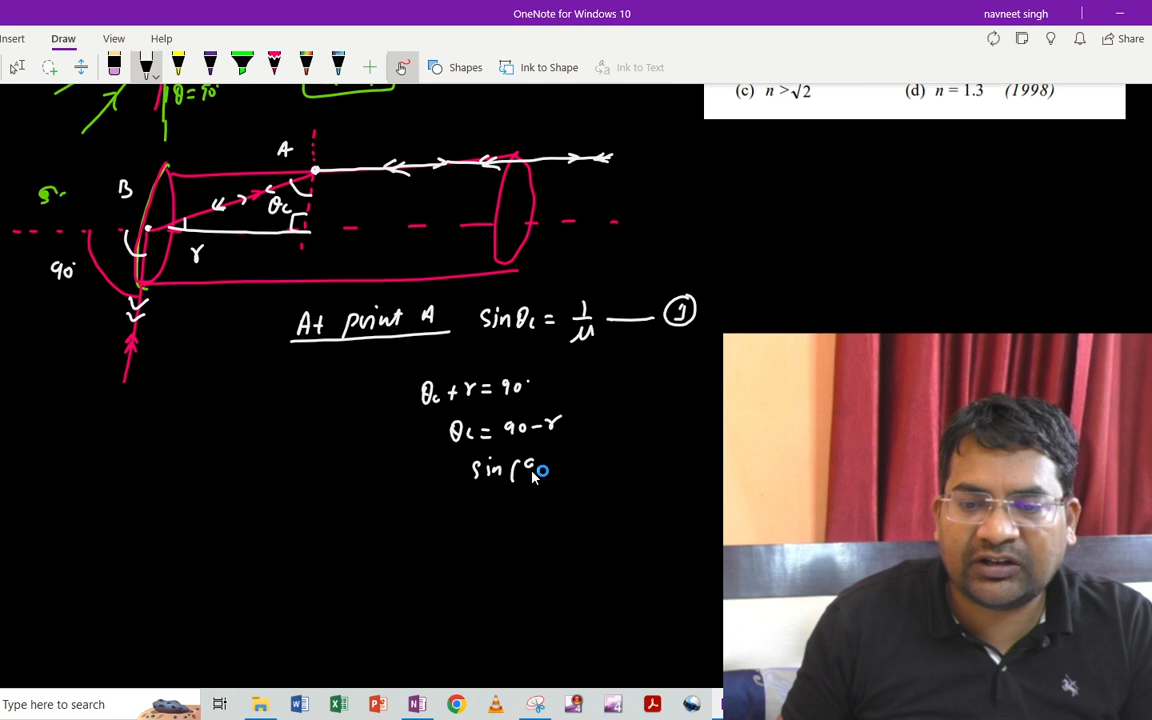 OneNote for Windows 10
navneet singh
Insert Draw View Help
Share
Shapes
Ink to Shape
Ink to Text
θ = 90°
(c) n > √2 (d) n = 1.3 (1998)
A
B
θc
r
90°
At point A sinθc = 1/μ — ①
θc + r = 90°
θc = 90 - r
sin (9
Type here to search